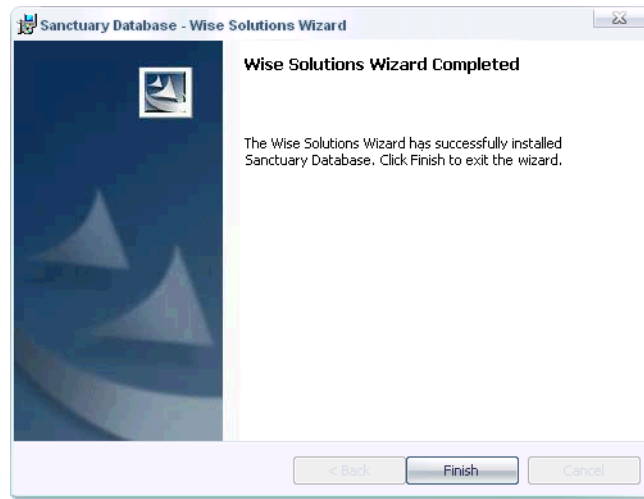 Sanctuary Database - Wise Solutions Wizard
Wise Solutions Wizard Completed
The Wise Solutions Wizard has successfully installed
Sanctuary Database. Click Finish to exit the wizard.
< Back
Finish
Cancel